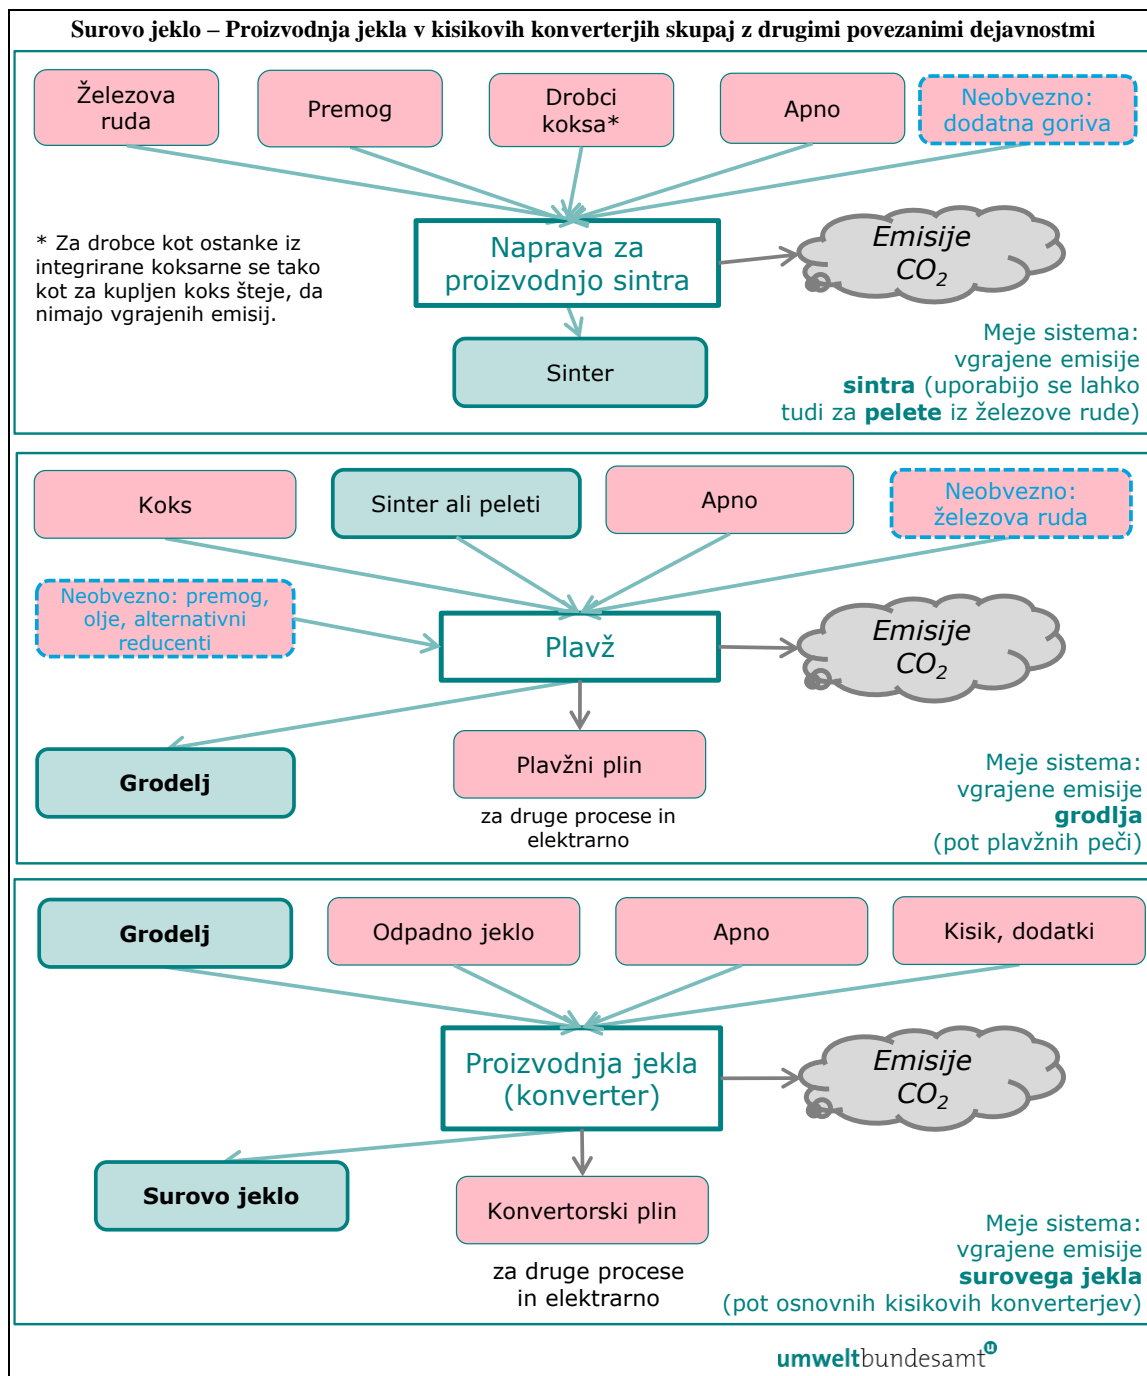 Surovo jeklo – Proizvodnja jekla v kisikovih konverterjih skupaj z drugimi povezanimi dejavnostmi
Železova
ruda
Premog
Drobci
koksa*
Apno
Neobvezno:
dodatna goriva
* Za drobce kot ostanke iz
integrirane koksarne se tako
kot za kupljen koks šteje, da
nimajo vgrajenih emisij.
Naprava za
proizvodnjo sintra
Emisije
CO2
Sinter
Meje sistema:
vgrajene emisije
sintra (uporabijo se lahko
tudi za pelete iz železove rude)
Koks
Sinter ali peleti
Apno
Neobvezno:
železova ruda
Neobvezno: premog,
olje, alternativni
reducenti
Plavž
Emisije
CO2
Grodelj
Plavžni plin
za druge procese in
elektrarno
Meje sistema:
vgrajene emisije
grodlja
(pot plavžnih peči)
Grodelj
Odpadno jeklo
Apno
Kisik, dodatki
Proizvodnja jekla
(konverter)
Emisije
CO2
Surovo jeklo
Konvertorski plin
za druge procese
in elektrarno
Meje sistema:
vgrajene emisije
surovega jekla
(pot osnovnih kisikovih konverterjev)
umweltbundesamt u